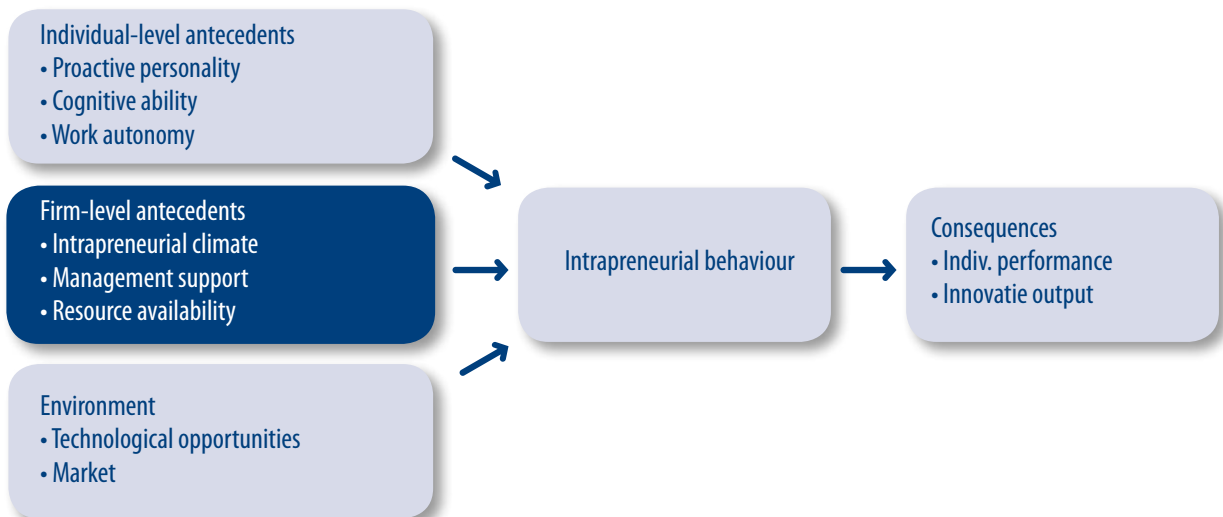 Individual-level antecedents
• Proactive personality
• Cognitive ability
• Work autonomy
Firm-level antecedents
• Intrapreneurial climate
• Management support
• Resource availability
Environment
• Technological opportunities
• Market
Intrapreneurial behaviour
Consequences
• Indiv. performance
• Innovatie output